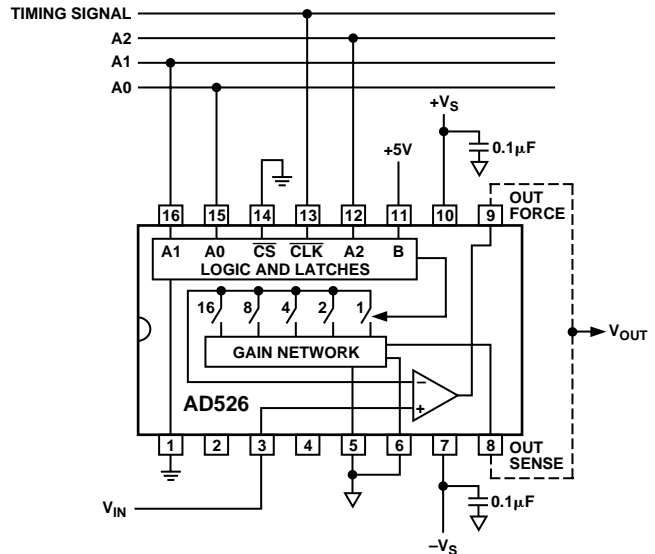 TIMING SIGNAL
A2
A1
A0
+VS
+5V
0.1µF
OUT
FORCE
16 15 14 13 12 11 10 9
A1 A0 CS CLK A2 B
LOGIC AND LATCHES
16 8 4 2 1
VOUT
GAIN NETWORK
–
AD526
+
1 2 3 4 5 6 7 8
OUT
SENSE
VIN
0.1µF
–VS